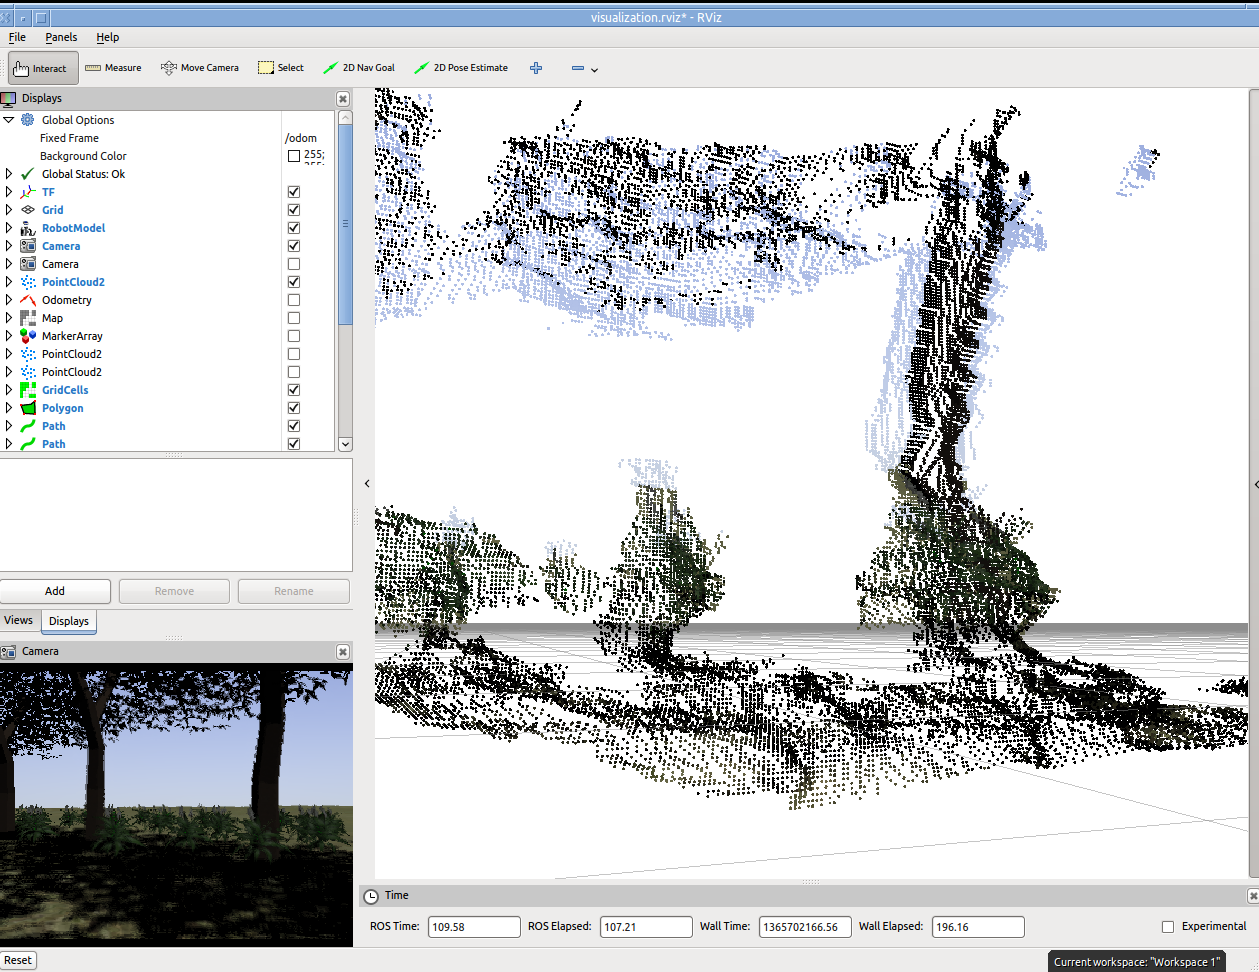 visualization.rviz* - RViz
File Panels Help
Interact Measure Move Camera Select 2D Nav Goal 2D Pose Estimate
Displays
Global Options
Fixed Frame /odom
Background Color 255;
Global Status: Ok
TF
Grid
RobotModel
Camera
Camera
PointCloud2
Odometry
Map
MarkerArray
PointCloud2
PointCloud2
GridCells
Polygon
Path
Path
Add Remove Rename
Views Displays
Camera
Time
ROS Time: 109.58 ROS Elapsed: 107.21 Wall Time: 1365702166.56 Wall Elapsed: 196.16 Experimental
Reset
Current workspace: "Workspace 1"